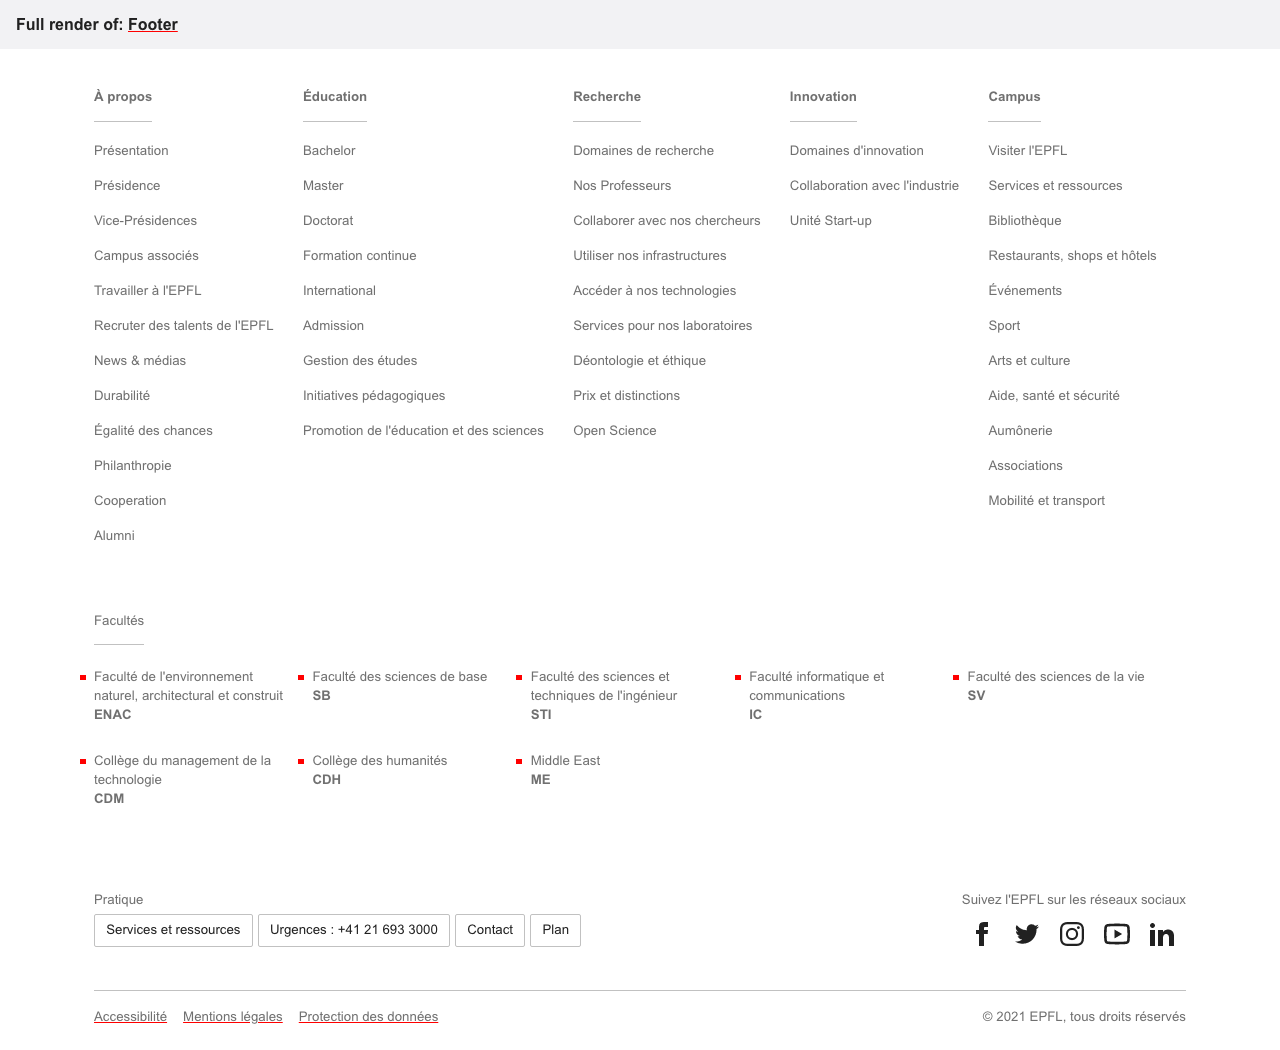 Full render of: Footer
À propos
Présentation
Présidence
Vice-Présidences
Campus associés
Travailler à l'EPFL
Recruter des talents de l'EPFL
News & médias
Durabilité
Égalité des chances
Philanthropie
Cooperation
Alumni
Éducation
Bachelor
Master
Doctorat
Formation continue
International
Admission
Gestion des études
Initiatives pédagogiques
Promotion de l'éducation et des sciences
Recherche
Domaines de recherche
Nos Professeurs
Collaborer avec nos chercheurs
Utiliser nos infrastructures
Accéder à nos technologies
Services pour nos laboratoires
Déontologie et éthique
Prix et distinctions
Open Science
Innovation
Domaines d'innovation
Collaboration avec l'industrie
Unité Start-up
Campus
Visiter l'EPFL
Services et ressources
Bibliothèque
Restaurants, shops et hôtels
Événements
Sport
Arts et culture
Aide, santé et sécurité
Aumônerie
Associations
Mobilité et transport
Facultés
Faculté de l'environnement
naturel, architectural et construit
ENAC
Faculté des sciences de base
SB
Faculté des sciences et
techniques de l'ingénieur
STI
Faculté informatique et
communications
IC
Faculté des sciences de la vie
SV
Collège du management de la
technologie
CDM
Collège des humanités
CDH
Middle East
ME
Pratique
Services et ressources
Urgences : +41 21 693 3000
Contact
Plan
Suivez l'EPFL sur les réseaux sociaux
Accessibilité
Mentions légales
Protection des données
© 2021 EPFL, tous droits réservés